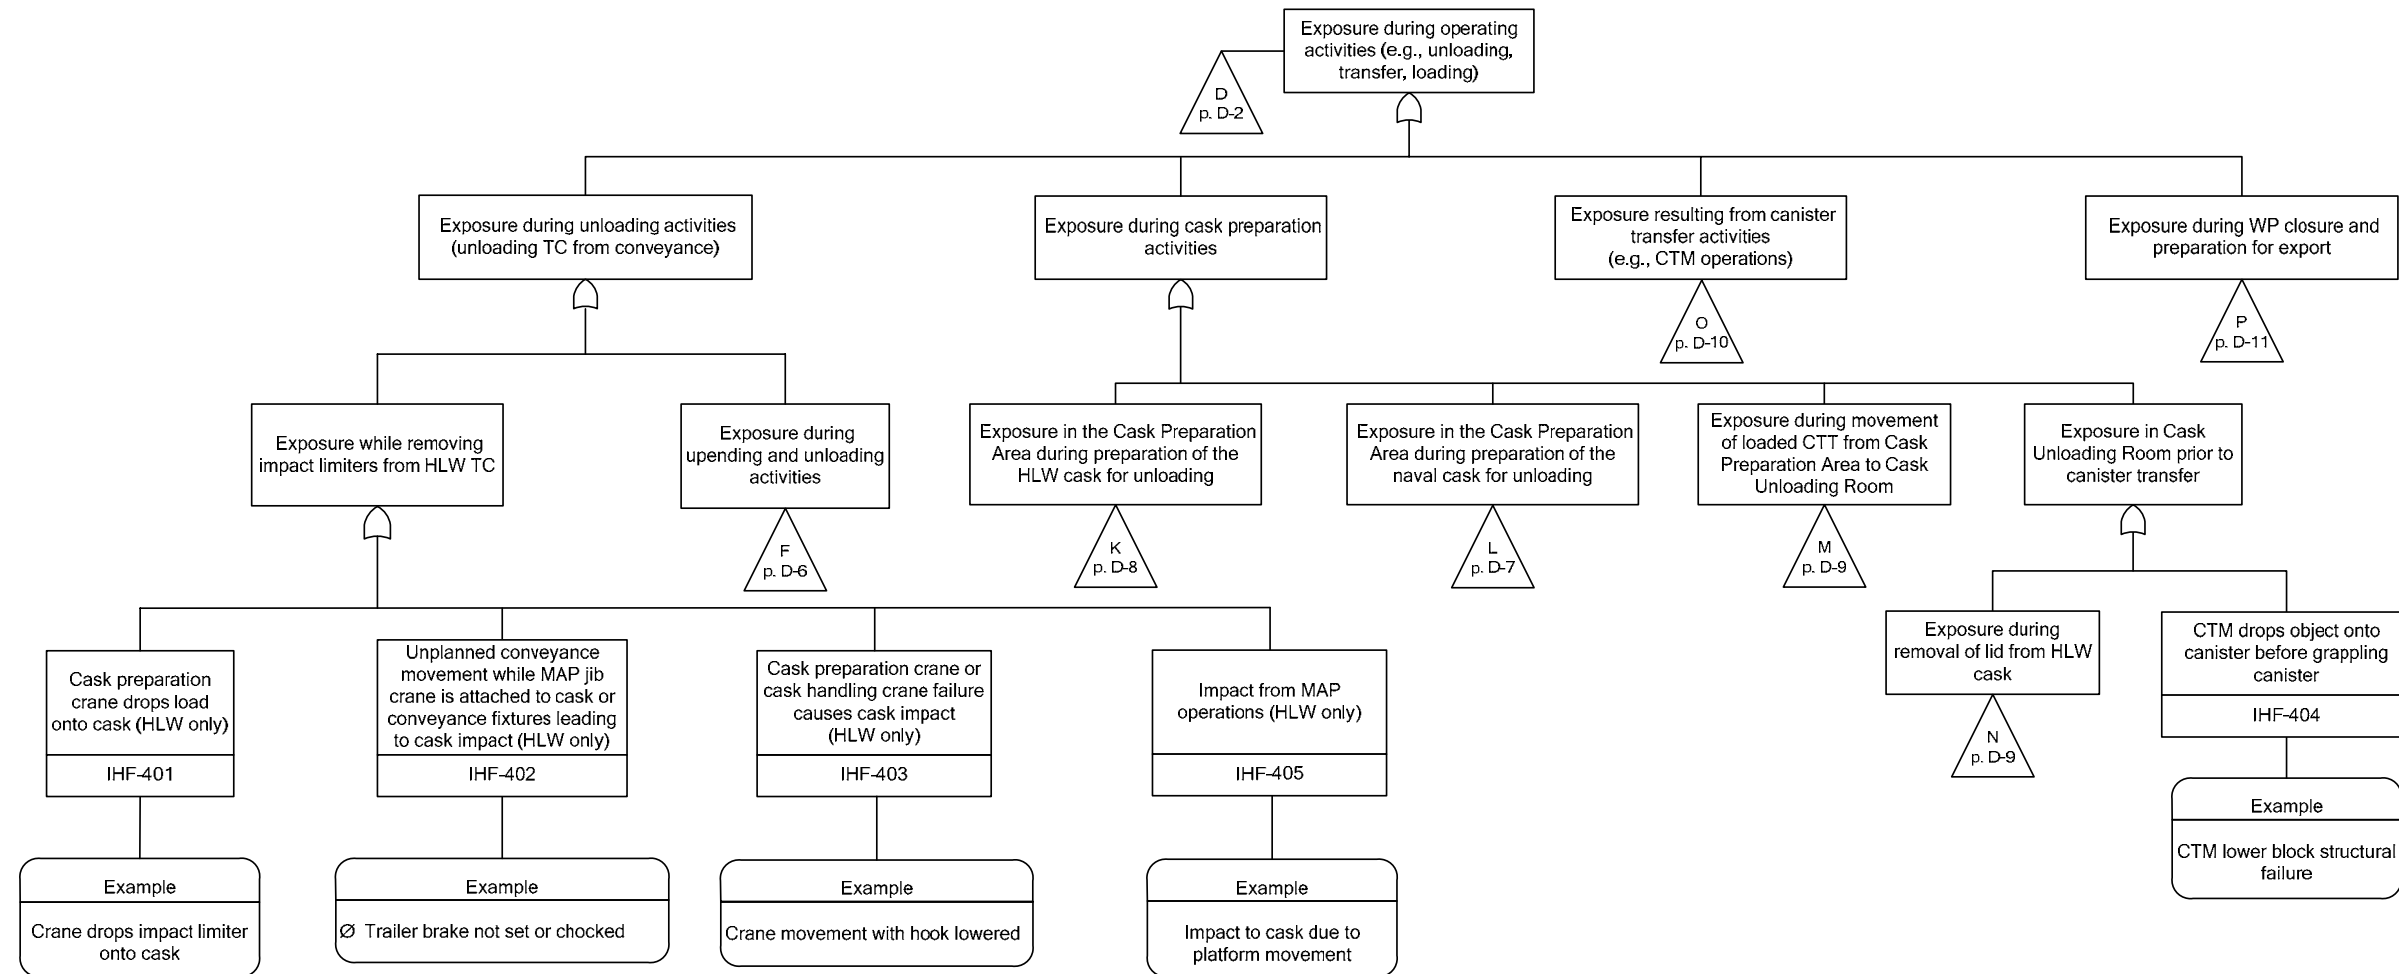 Exposure during operating
activities (e.g., unloading,
transfer, loading)
D
p. D-2
Exposure during unloading activities
(unloading TC from conveyance)
Exposure during cask preparation
activities
Exposure resulting from canister
transfer activities
(e.g., CTM operations)
Exposure during WP closure and
preparation for export
O
p. D-10
P
p. D-11
Exposure while removing
impact limiters from HLW TC
Exposure during
upending and unloading
activities
Exposure in the Cask Preparation
Area during preparation of the
HLW cask for unloading
Exposure in the Cask Preparation
Area during preparation of the
naval cask for unloading
Exposure during movement
of loaded CTT from Cask
Preparation Area to Cask
Unloading Room
Exposure in Cask
Unloading Room prior to
canister transfer
F
p. D-6
K
p. D-8
L
p. D-7
M
p. D-9
Cask preparation
crane drops load
onto cask (HLW only)
IHF-401
Unplanned conveyance
movement while MAP jib
crane is attached to cask or
conveyance fixtures leading
to cask impact (HLW only)
IHF-402
Cask preparation crane or
cask handling crane failure
causes cask impact
(HLW only)
IHF-403
Impact from MAP
operations (HLW only)
IHF-405
Exposure during
removal of lid from HLW
cask
N
p. D-9
CTM drops object onto
canister before grappling
canister
IHF-404
Example
Crane drops impact limiter
onto cask
Example
Ø Trailer brake not set or chocked
Example
Crane movement with hook lowered
Example
Impact to cask due to
platform movement
Example
CTM lower block structural
failure